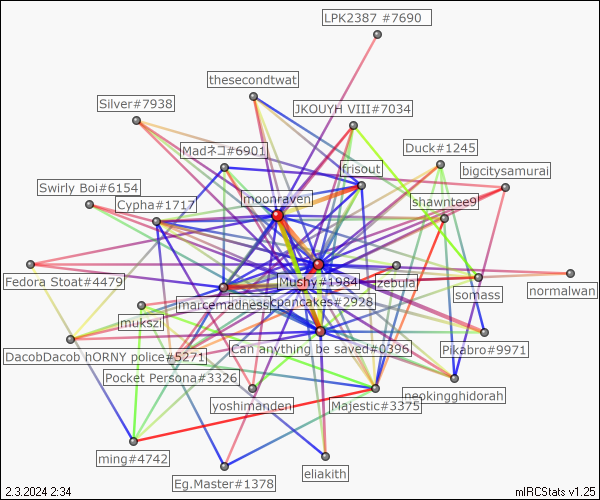 LPK2387 #7690
thesecondtwat
Silver#7938
JKOUYH VIII#7034
Madネコ#6901
Duck#1245
frisout
bigcitysamurai
Swirly Boi#6154
moonraven
Cypha#1717
shawntee9
Fedora Stoat#4479
Mushy#1984
zebula
somass
normalwan
marcemadness
cpancakes#2928
mukszi
DacobDacob hORNY police#5271
Can anything be saved#0396
Pikabro#9971
Pocket Persona#3326
yoshimanden
Majestic#3375
neokingghidorah
ming#4742
Eg.Master#1378
eliakith
2.3.2024 2:34
mIRCStats v1.25